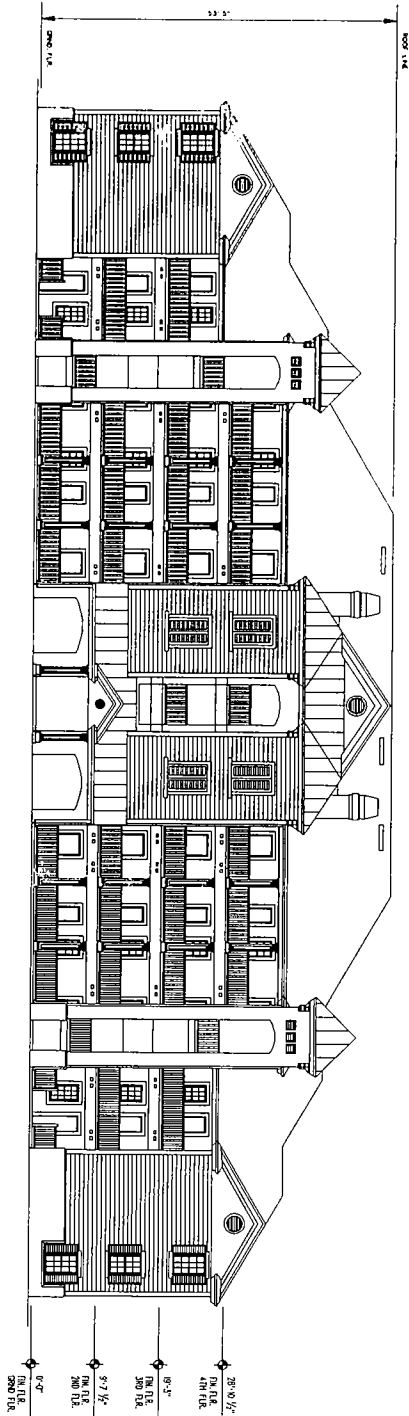 ROOF LINE
GRND. FLR.
28'-10 1/2"
FIN. FLR.
4TH FLR.
19'-3"
FIN. FLR.
3RD FLR.
9'-7 1/2"
FIN. FLR.
2ND FLR.
0'-0"
FIN. FLR.
GRND FLR.